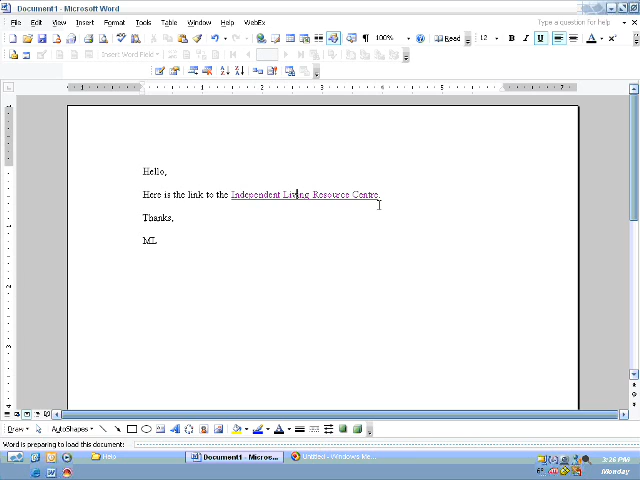 Document1 - Microsoft Word
File Edit View Insert Format Tools Table Window Help WebEx Type a question for help
100% Read 12 B I U A
Insert Word Field
Hello,
Here is the link to the Independent Living Resource Centre.
Thanks,
ML
Draw AutoShapes
Word is preparing to load this document:
Help Document1 - Micros... Untitled - Windows Me... 3:26 PM
Monday